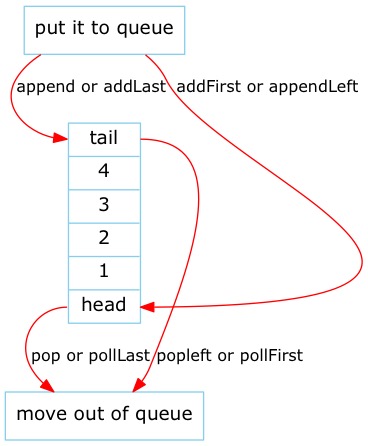 put it to queue
append or addLast addFirst or appendLeft
tail
4
3
2
1
head
pop or pollLast popleft or pollFirst
move out of queue